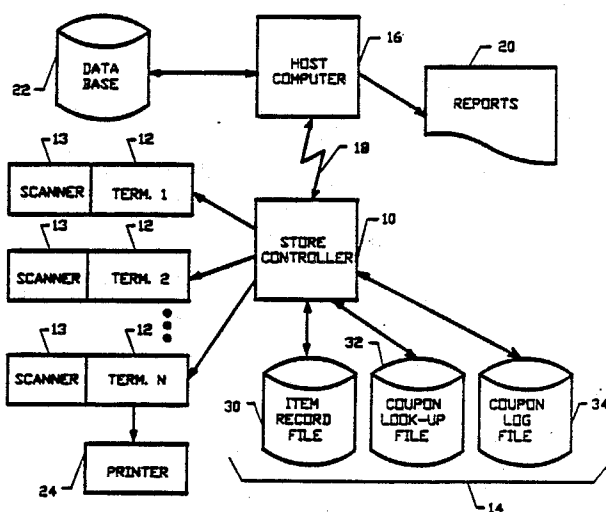 16
20
DATA
BASE
HOST
COMPUTER
REPORTS
22
18
13
12
SCANNER
TERM. 1
10
13
12
STORE
CONTROLLER
SCANNER
TERM. 2
13
12
32
SCANNER
TERM. N
30
ITEM
RECORD
FILE
COUPON
LOOK-UP
FILE
COUPON
LOG
FILE
34
24
PRINTER
14